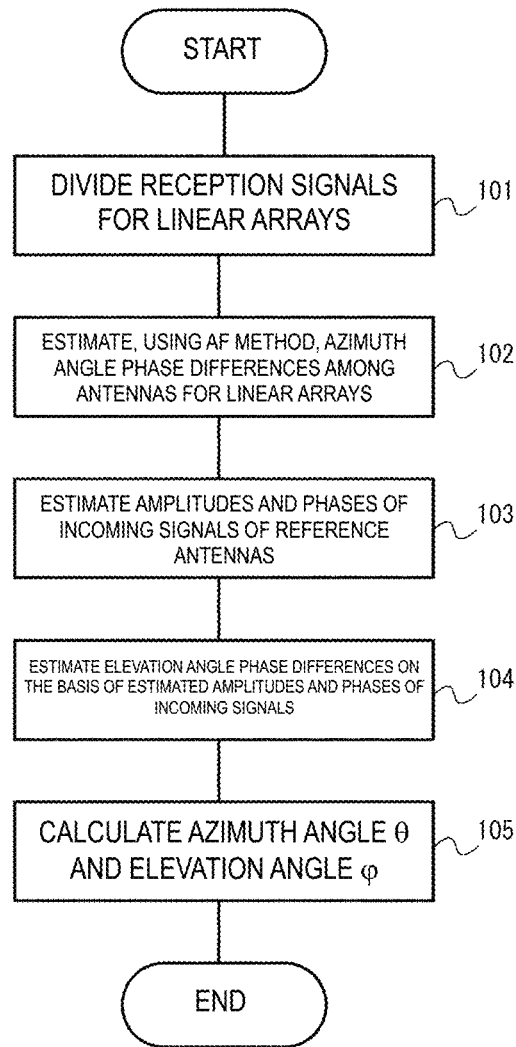 START
DIVIDE RECEPTION SIGNALS
FOR LINEAR ARRAYS
101
ESTIMATE, USING AF METHOD, AZIMUTH
ANGLE PHASE DIFFERENCES AMONG
ANTENNAS FOR LINEAR ARRAYS
102
ESTIMATE AMPLITUDES AND PHASES OF
INCOMING SIGNALS OF REFERENCE
ANTENNAS
103
ESTIMATE ELEVATION ANGLE PHASE DIFFERENCES ON
THE BASIS OF ESTIMATED AMPLITUDES AND PHASES OF
INCOMING SIGNALS
104
CALCULATE AZIMUTH ANGLE θ
AND ELEVATION ANGLE φ
105
END